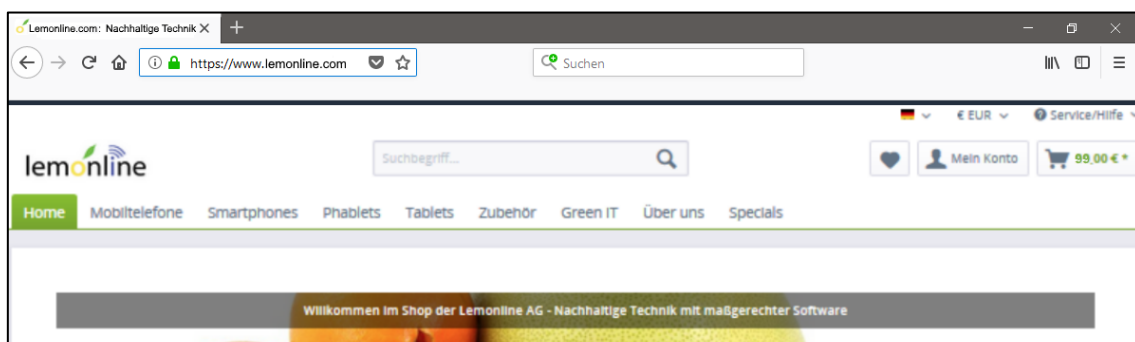 Lemonline.com: Nachhaltige Technik
https://www.lemonline.com
Suchen
€ EUR
Service/Hilfe
lemonline
Suchbegriff...
Mein Konto
99,00 € *
Home Mobiltelefone Smartphones Phablets Tablets Zubehör Green IT Über uns Specials
Willkommen im Shop der Lemonline AG - Nachhaltige Technik mit maßgerechter Software